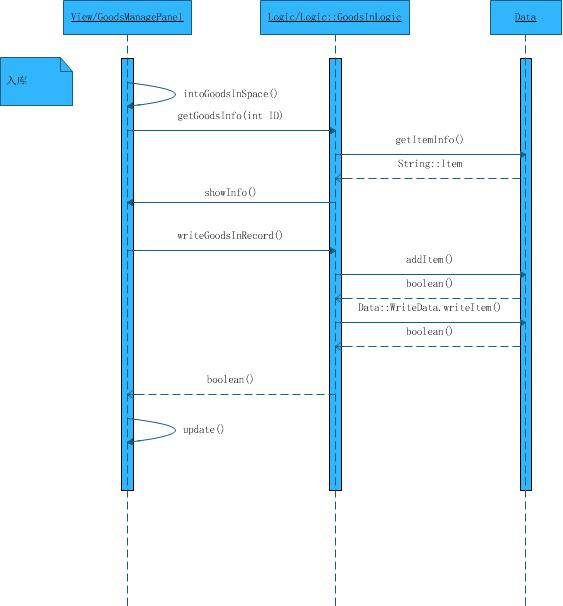 View/GoodsManagePanel
Logic/Logic::GoodsInLogic
Data
入库
intoGoodsInSpace()
getGoodsInfo(int ID)
getItemInfo()
String::Item
showInfo()
writeGoodsInRecord()
addItem()
boolean()
Data::WriteData.writeItem()
boolean()
boolean()
update()